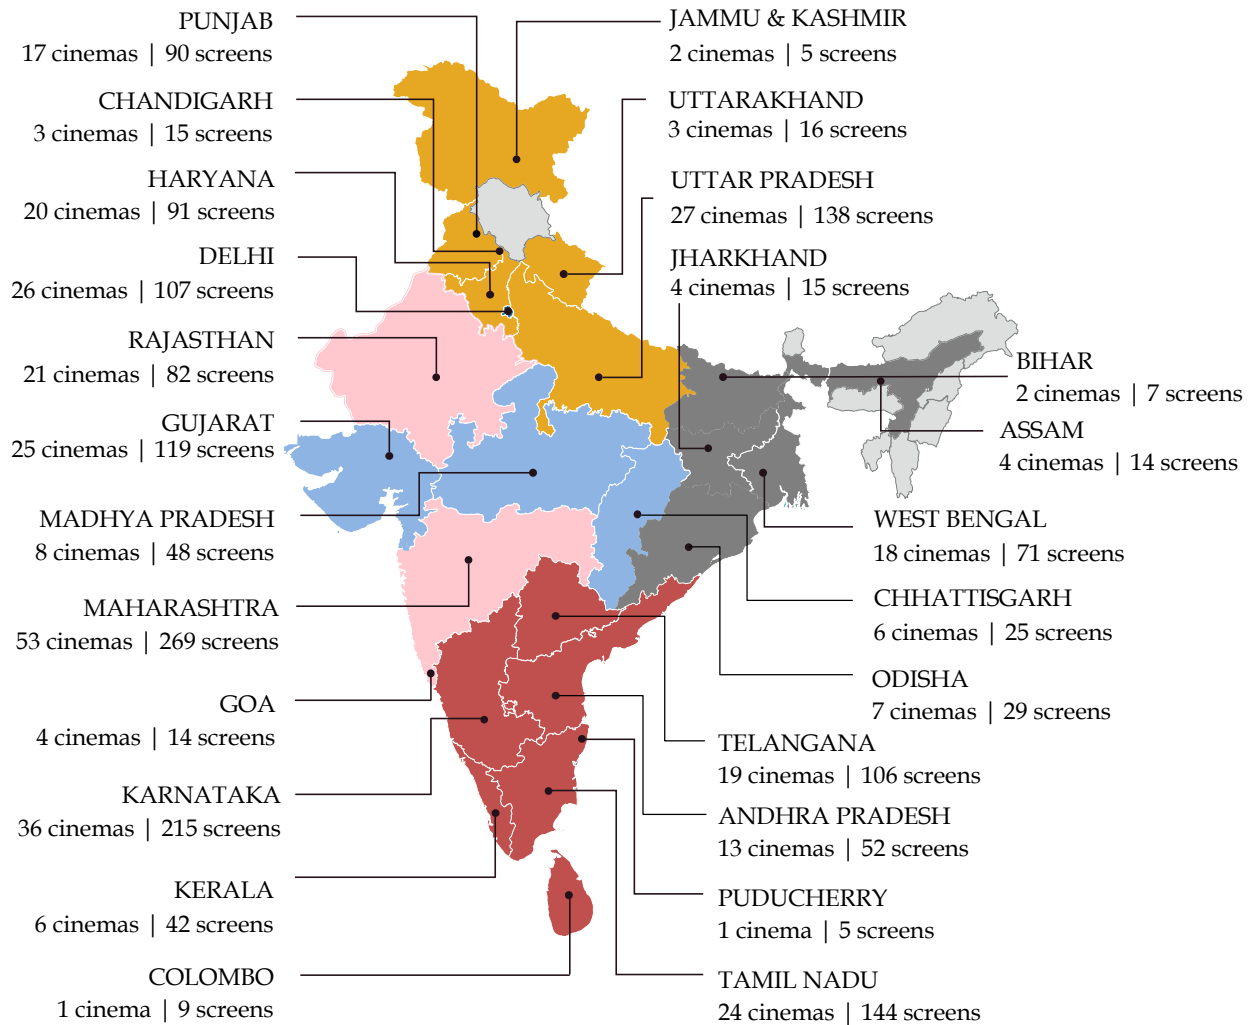 PUNJAB
17 cinemas | 90 screens
CHANDIGARH
3 cinemas | 15 screens
HARYANA
20 cinemas | 91 screens
DELHI
26 cinemas | 107 screens
RAJASTHAN
21 cinemas | 82 screens
GUJARAT
25 cinemas | 119 screens
MADHYA PRADESH
8 cinemas | 48 screens
MAHARASHTRA
53 cinemas | 269 screens
GOA
4 cinemas | 14 screens
KARNATAKA
36 cinemas | 215 screens
KERALA
6 cinemas | 42 screens
COLOMBO
1 cinema | 9 screens
JAMMU & KASHMIR
2 cinemas | 5 screens
UTTARAKHAND
3 cinemas | 16 screens
UTTAR PRADESH
27 cinemas | 138 screens
JHARKHAND
4 cinemas | 15 screens
BIHAR
2 cinemas | 7 screens
ASSAM
4 cinemas | 14 screens
WEST BENGAL
18 cinemas | 71 screens
CHHATTISGARH
6 cinemas | 25 screens
ODISHA
7 cinemas | 29 screens
TELANGANA
19 cinemas | 106 screens
ANDHRA PRADESH
13 cinemas | 52 screens
PUDUCHERRY
1 cinema | 5 screens
TAMIL NADU
24 cinemas | 144 screens